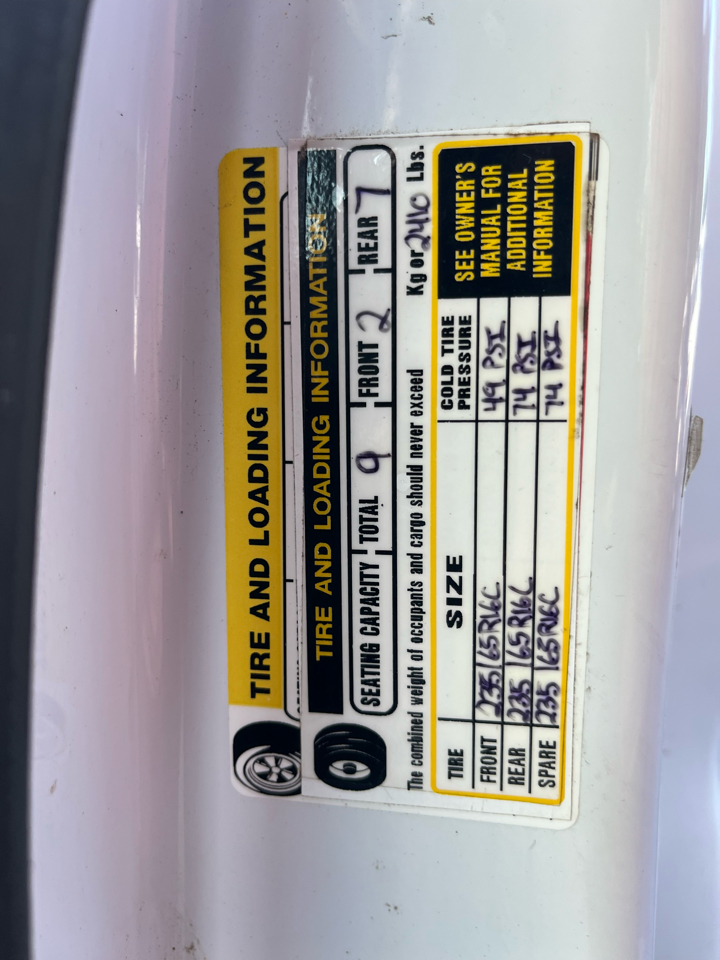 TIRE AND LOADING INFORMATION
TIRE AND LOADING INFORMATION
SEATING CAPACITY TOTAL 9 FRONT 2 REAR 7
The combined weight of occupants and cargo should never exceed Kg or 2410 Lbs.
TIRE SIZE COLD TIRE PRESSURE
FRONT 235/65R16C 49 PSI
REAR 235/65R16C 74 PSI
SPARE 235/65R16C 74 PSI
SEE OWNER'S
MANUAL FOR
ADDITIONAL
INFORMATION